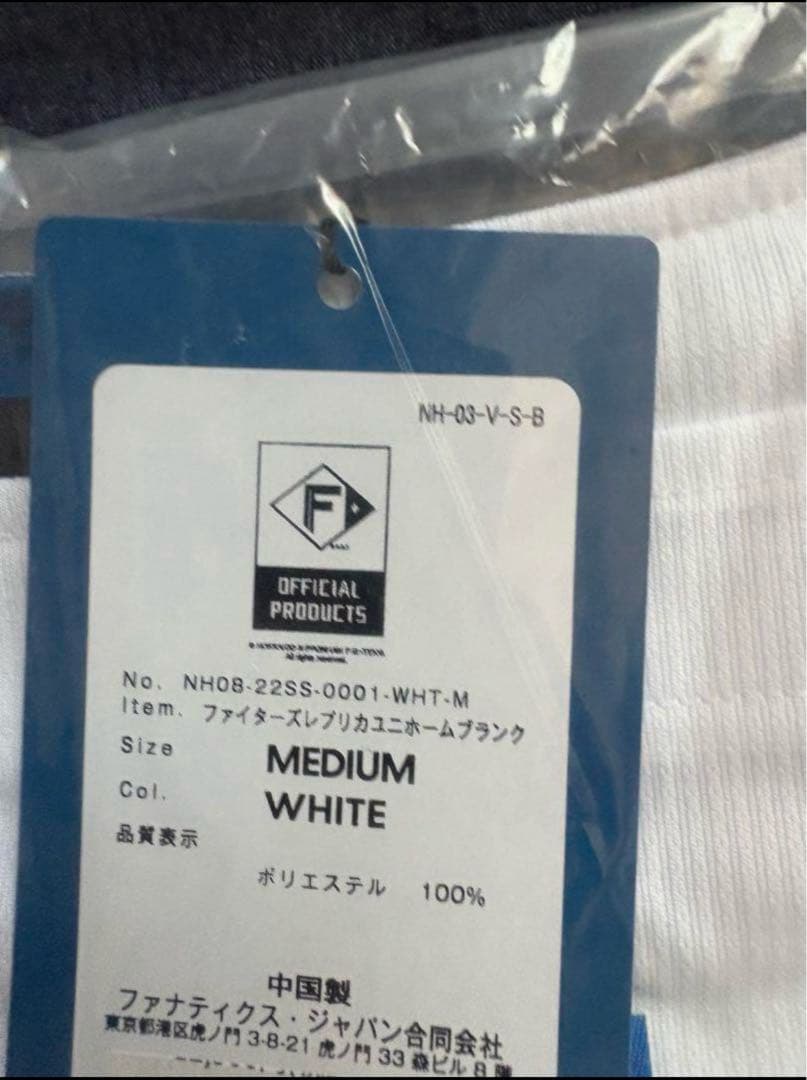 NH-03-V-S-B
F
OFFICIAL
PRODUCTS
All rights reserved.
No. NH08-22SS-0001-WHT-M
Item. ファイターズレプリカユニホームブランク
Size MEDIUM
Col. WHITE
品質表示
ポリエステル 100%
中国製
ファナティクス・ジャパン合同会社
東京都港区虎ノ門 3-8-21 虎ノ門 33 森ビル 8 階